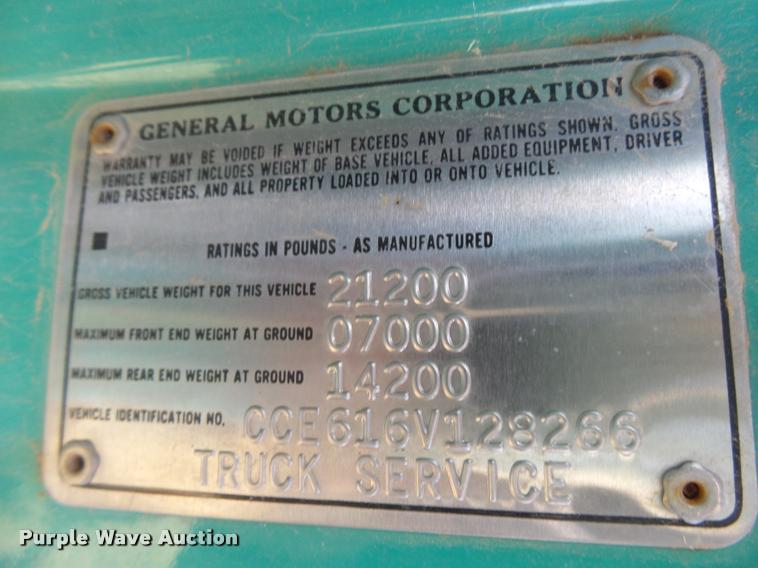 GENERAL MOTORS CORPORATION
WARRANTY MAY BE VOIDED IF WEIGHT EXCEEDS ANY OF RATINGS SHOWN. GROSS
VEHICLE WEIGHT INCLUDES WEIGHT OF BASE VEHICLE, ALL ADDED EQUIPMENT, DRIVER
AND PASSENGERS, AND ALL PROPERTY LOADED INTO OR ONTO VEHICLE.
RATINGS IN POUNDS - AS MANUFACTURED
GROSS VEHICLE WEIGHT FOR THIS VEHICLE 21200
MAXIMUM FRONT END WEIGHT AT GROUND 07000
MAXIMUM REAR END WEIGHT AT GROUND 14200
VEHICLE IDENTIFICATION NO. CCE616V128266
TRUCK SERVICE
Purple Wave Auction